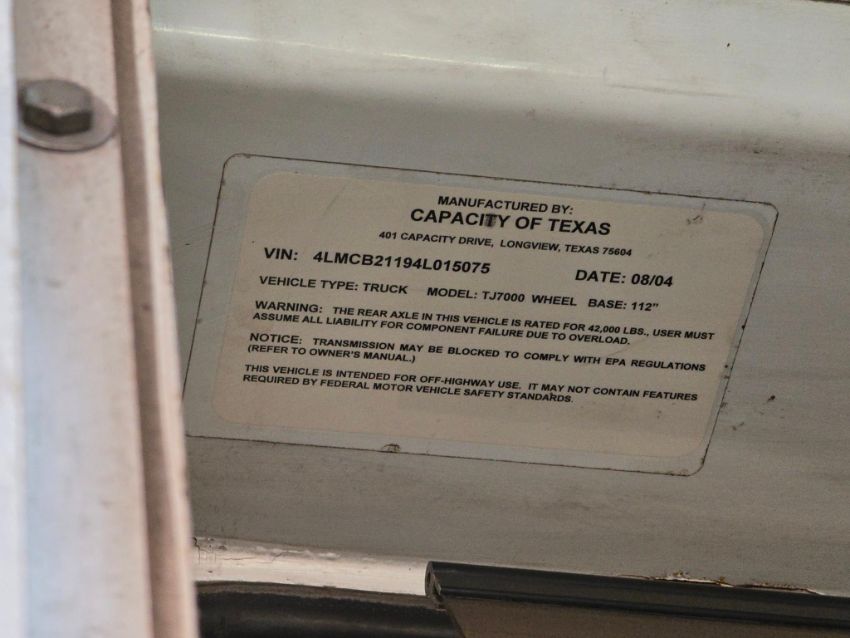 MANUFACTURED BY:
CAPACITY OF TEXAS
401 CAPACITY DRIVE, LONGVIEW, TEXAS 75604
VIN: 4LMCB21194L015075 DATE: 08/04
VEHICLE TYPE: TRUCK MODEL: TJ7000 WHEEL BASE: 112"
WARNING: THE REAR AXLE IN THIS VEHICLE IS RATED FOR 42,000 LBS., USER MUST
ASSUME ALL LIABILITY FOR COMPONENT FAILURE DUE TO OVERLOAD.
NOTICE: TRANSMISSION MAY BE BLOCKED TO COMPLY WITH EPA REGULATIONS
(REFER TO OWNER'S MANUAL.)
THIS VEHICLE IS INTENDED FOR OFF-HIGHWAY USE. IT MAY NOT CONTAIN FEATURES
REQUIRED BY FEDERAL MOTOR VEHICLE SAFETY STANDARDS.